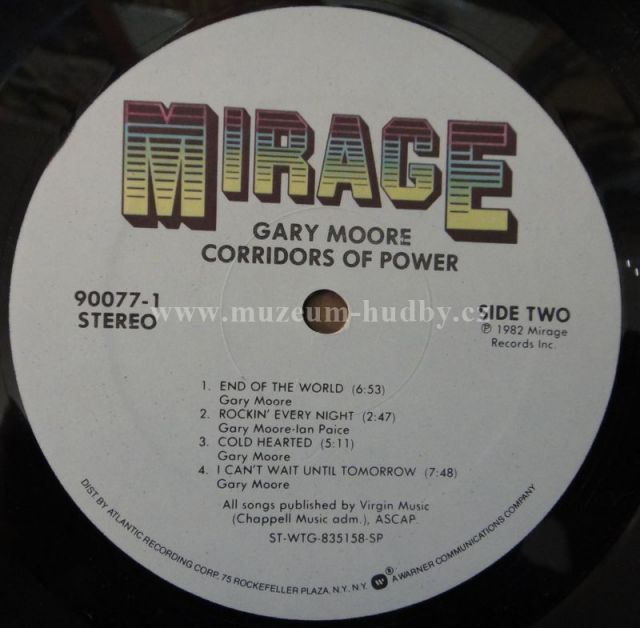 MIRAGE
GARY MOORE
CORRIDORS OF POWER
90077-1
STEREO
www.muzeum-hudby.cz
SIDE TWO
℗ 1982 Mirage
Records Inc.
1. END OF THE WORLD (6:53)
Gary Moore
2. ROCKIN' EVERY NIGHT (2:47)
Gary Moore-Ian Paice
3. COLD HEARTED (5:11)
Gary Moore
4. I CAN'T WAIT UNTIL TOMORROW (7:48)
Gary Moore
All songs published by Virgin Music
(Chappell Music adm.), ASCAP.
ST-WTG-835158-SP
DIST. BY ATLANTIC RECORDING CORP. 75 ROCKEFELLER PLAZA, N.Y. N.Y. ® A WARNER COMMUNICATIONS COMPANY